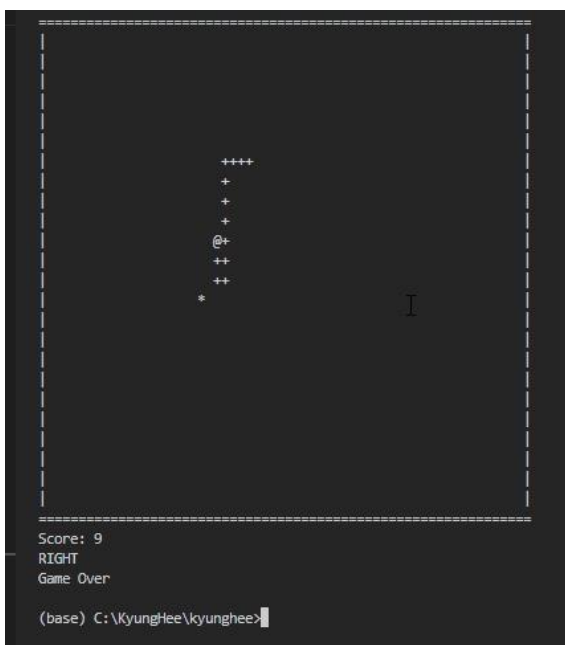 ++++
+
+
+
@+
++
++
*
Score: 9
RIGHT
Game Over
(base) C:\KyungHee\kyunghee>